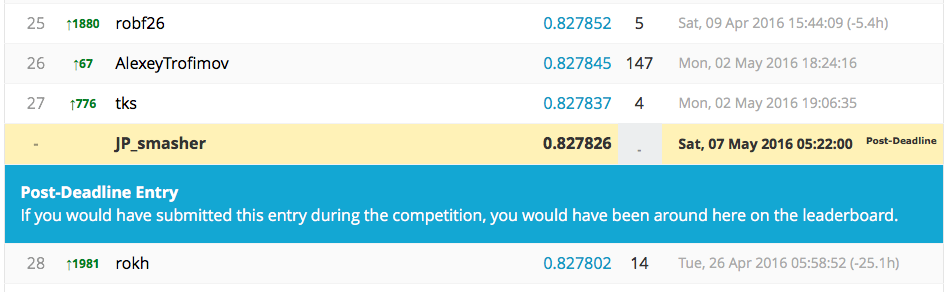 25 ↑1880 robf26 0.827852 5 Sat, 09 Apr 2016 15:44:09 (-5.4h)
26 ↑67 AlexeyTrofimov 0.827845 147 Mon, 02 May 2016 18:24:16
27 ↑776 tks 0.827837 4 Mon, 02 May 2016 19:06:35
- JP_smasher 0.827826 - Sat, 07 May 2016 05:22:00 Post-Deadline
Post-Deadline Entry
If you would have submitted this entry during the competition, you would have been around here on the leaderboard.
28 ↑1981 rokh 0.827802 14 Tue, 26 Apr 2016 05:58:52 (-25.1h)